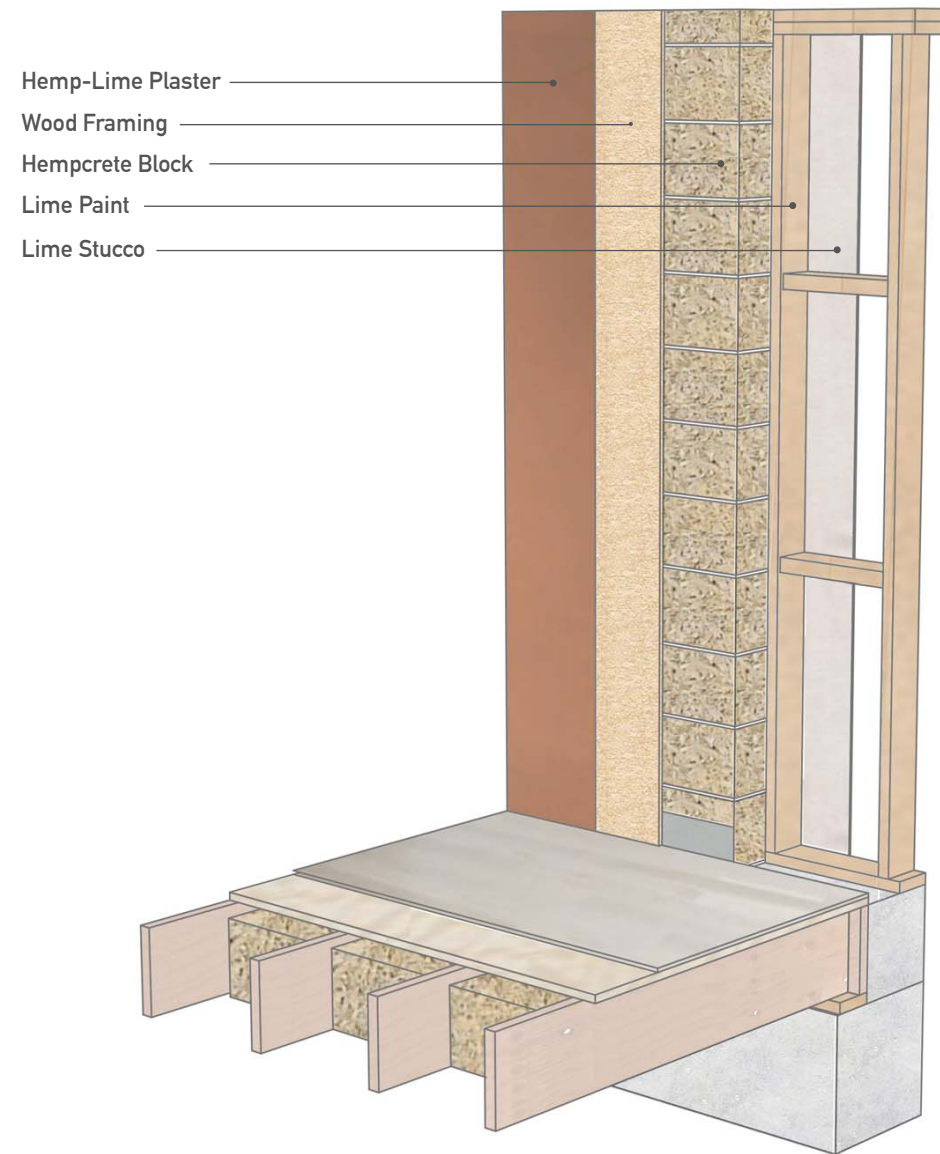 Hemp-Lime Plaster
Wood Framing
Hempcrete Block
Lime Paint
Lime Stucco